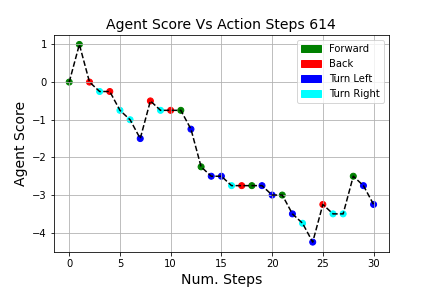 Agent Score Vs Action Steps 614
Forward
Back
Turn Left
Turn Right
1
0
−1
−2
−3
−4
Agent Score
0 5 10 15 20 25 30
Num. Steps